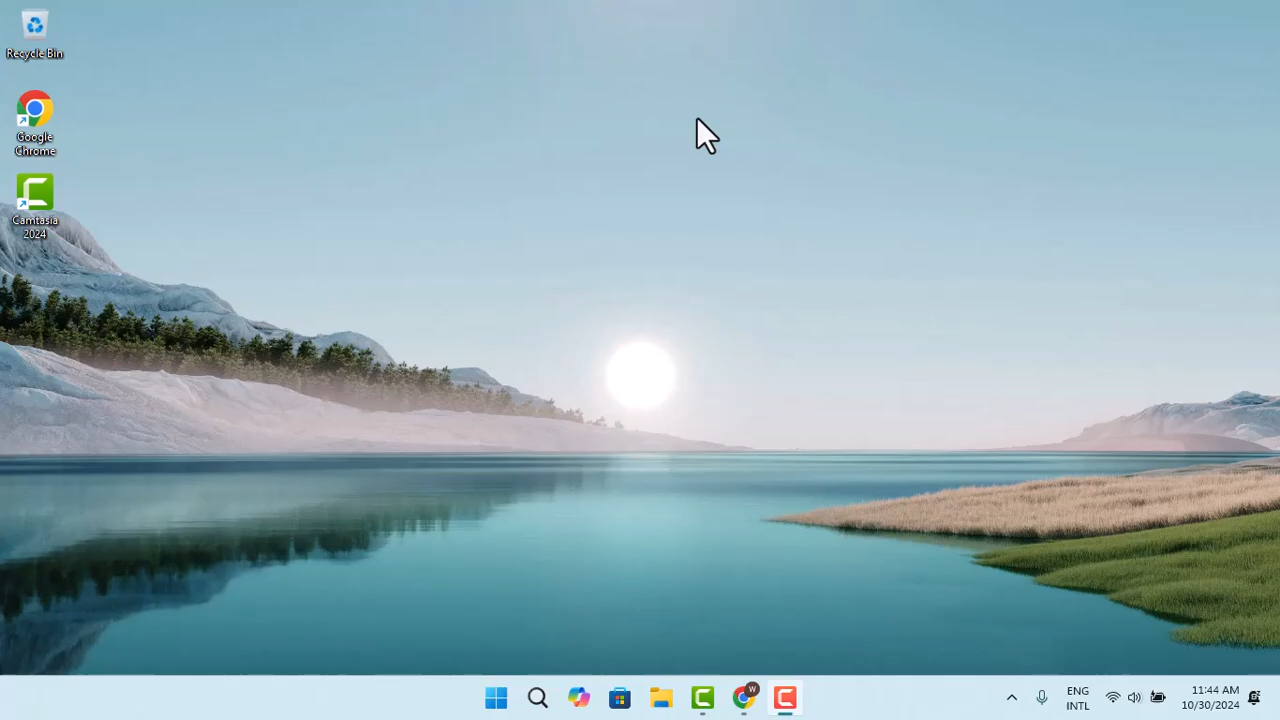 Recycle Bin
Google
Chrome
Camtasia
2024
W
ENG
INTL
11:44 AM
10/30/2024